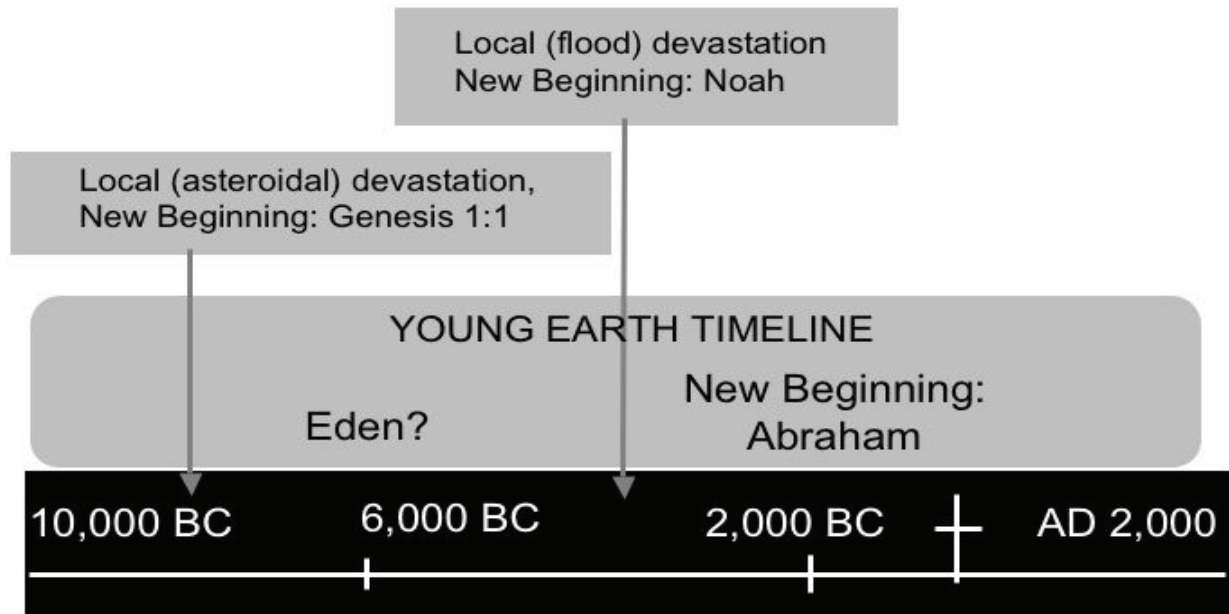 Local (flood) devastation
New Beginning: Noah
Local (asteroidal) devastation,
New Beginning: Genesis 1:1
YOUNG EARTH TIMELINE
Eden?
New Beginning:
Abraham
10,000 BC
6,000 BC
2,000 BC
AD 2,000